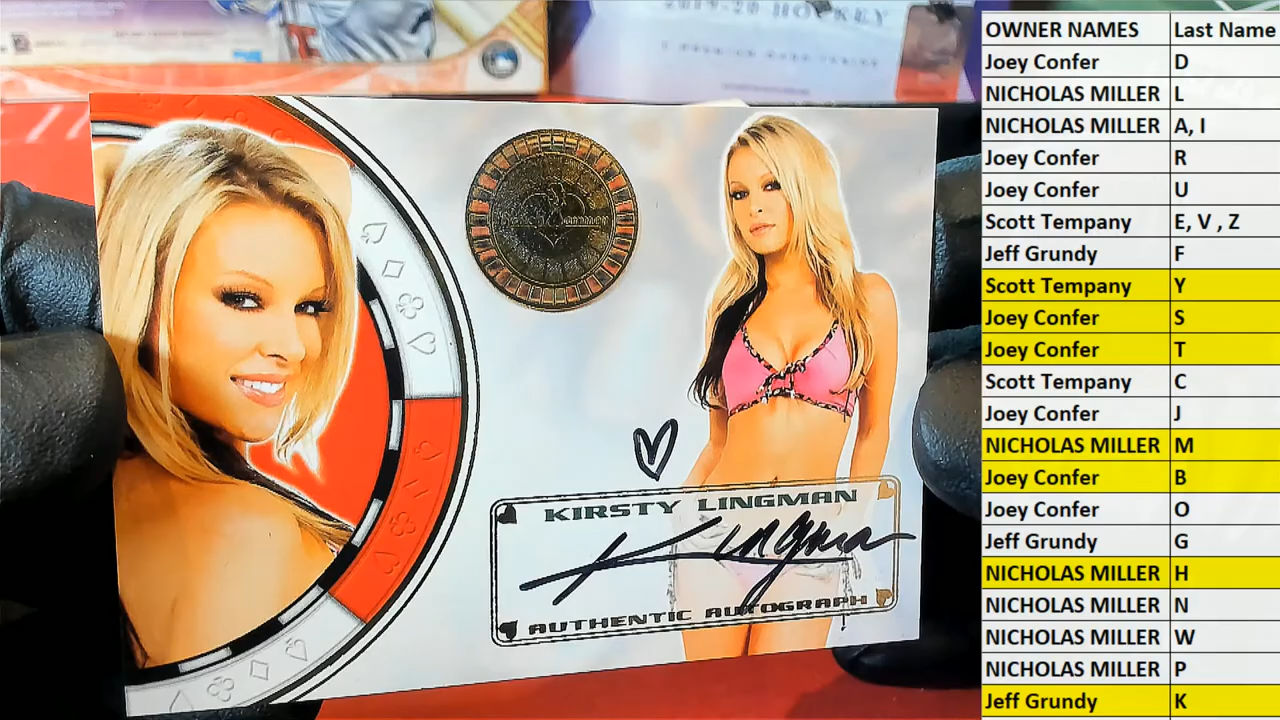 2019-20 HOCKEY
KIRSTY LINGMAN
Kingman
AUTHENTIC AUTOGRAPH
OWNER NAMES Last Name
Joey Confer D
NICHOLAS MILLER L
NICHOLAS MILLER A, I
Joey Confer R
Joey Confer U
Scott Tempany E, V , Z
Jeff Grundy F
Scott Tempany Y
Joey Confer S
Joey Confer T
Scott Tempany C
Joey Confer J
NICHOLAS MILLER M
Joey Confer B
Joey Confer O
Jeff Grundy G
NICHOLAS MILLER H
NICHOLAS MILLER N
NICHOLAS MILLER W
NICHOLAS MILLER P
Jeff Grundy K